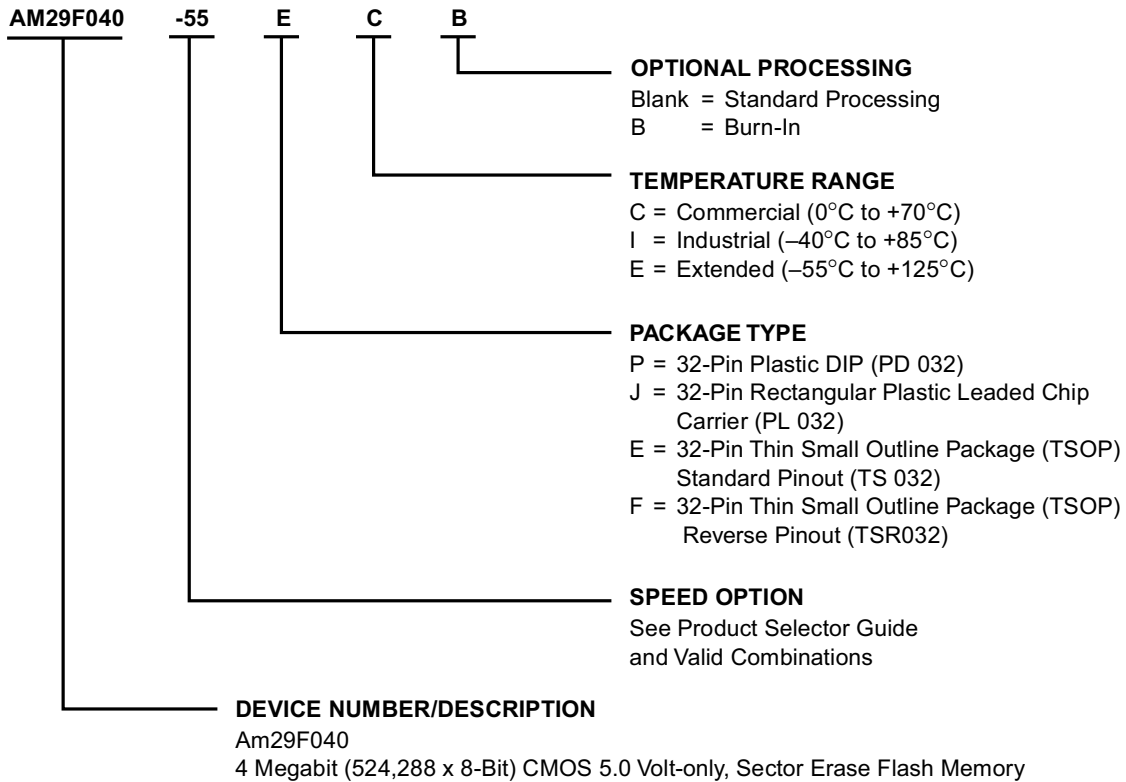 AM29F040 -55 E C B
OPTIONAL PROCESSING
Blank = Standard Processing
B = Burn-In
TEMPERATURE RANGE
C = Commercial (0°C to +70°C)
I = Industrial (–40°C to +85°C)
E = Extended (–55°C to +125°C)
PACKAGE TYPE
P = 32-Pin Plastic DIP (PD 032)
J = 32-Pin Rectangular Plastic Leaded Chip
Carrier (PL 032)
E = 32-Pin Thin Small Outline Package (TSOP)
Standard Pinout (TS 032)
F = 32-Pin Thin Small Outline Package (TSOP)
Reverse Pinout (TSR032)
SPEED OPTION
See Product Selector Guide
and Valid Combinations
DEVICE NUMBER/DESCRIPTION
Am29F040
4 Megabit (524,288 x 8-Bit) CMOS 5.0 Volt-only, Sector Erase Flash Memory